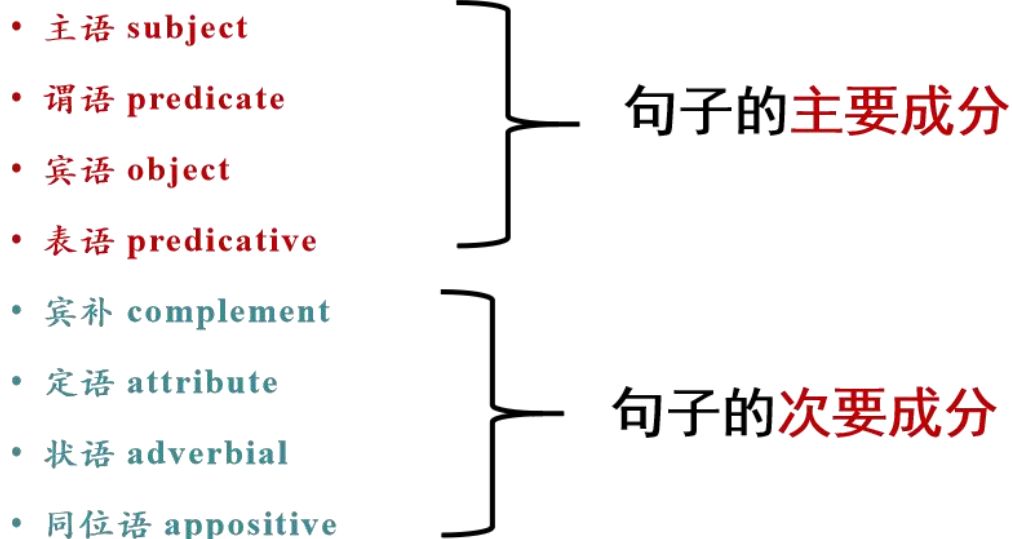 • 主语 subject
• 谓语 predicate
• 宾语 object
• 表语 predicative
句子的主要成分
• 宾补 complement
• 定语 attribute
• 状语 adverbial
• 同位语 appositive
句子的次要成分